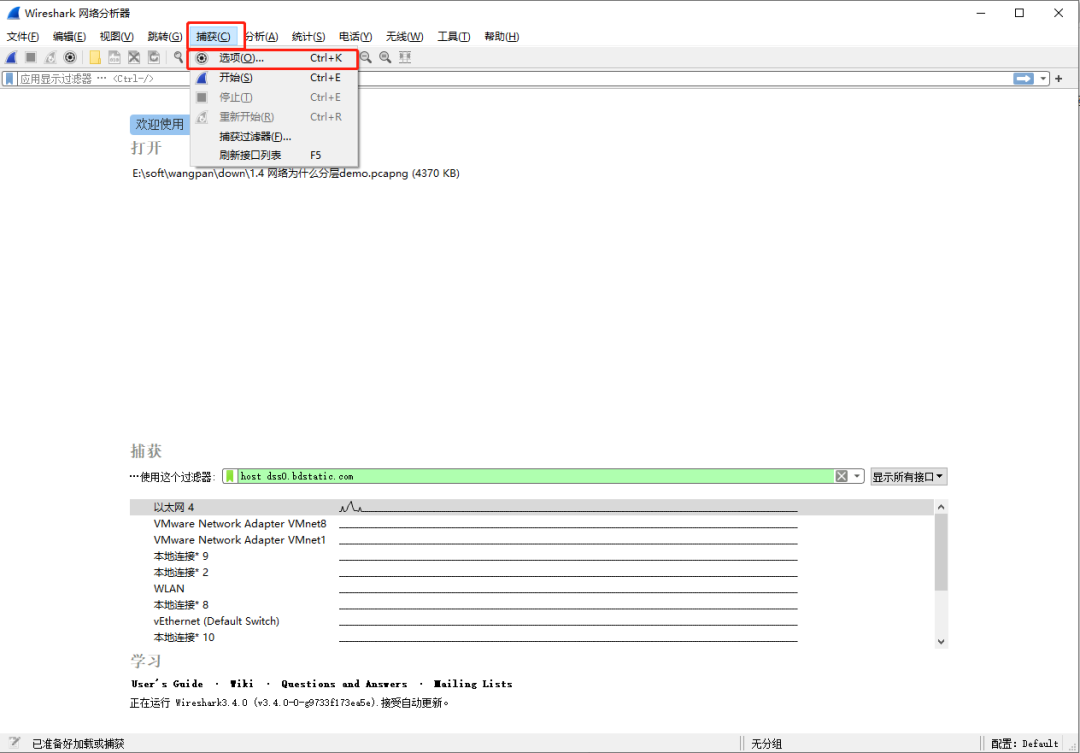 Wireshark 网络分析器
文件(F) 编辑(E) 视图(V) 跳转(G) 捕获(C) 分析(A) 统计(S) 电话(Y) 无线(W) 工具(T) 帮助(H)
选项(O)... Ctrl+K
应用显示过滤器 … <Ctrl-/>
开始(S) Ctrl+E
停止(T) Ctrl+E
重新开始(R) Ctrl+R
捕获过滤器(F)...
刷新接口列表 F5
欢迎使用
打开
E:\soft\wangpan\down\1.4 网络为什么分层demo.pcapng (4370 KB)
捕获
…使用这个过滤器: host dss0.bdstatic.com 显示所有接口
以太网 4
VMware Network Adapter VMnet8
VMware Network Adapter VMnet1
本地连接* 9
本地连接* 2
WLAN
本地连接* 8
vEthernet (Default Switch)
本地连接* 10
学习
User's Guide · Wiki · Questions and Answers · Mailing Lists
正在运行 Wireshark3.4.0 (v3.4.0-0-g9733f173ea5e).接受自动更新。
已准备好加载或捕获 无分组 配置: Default